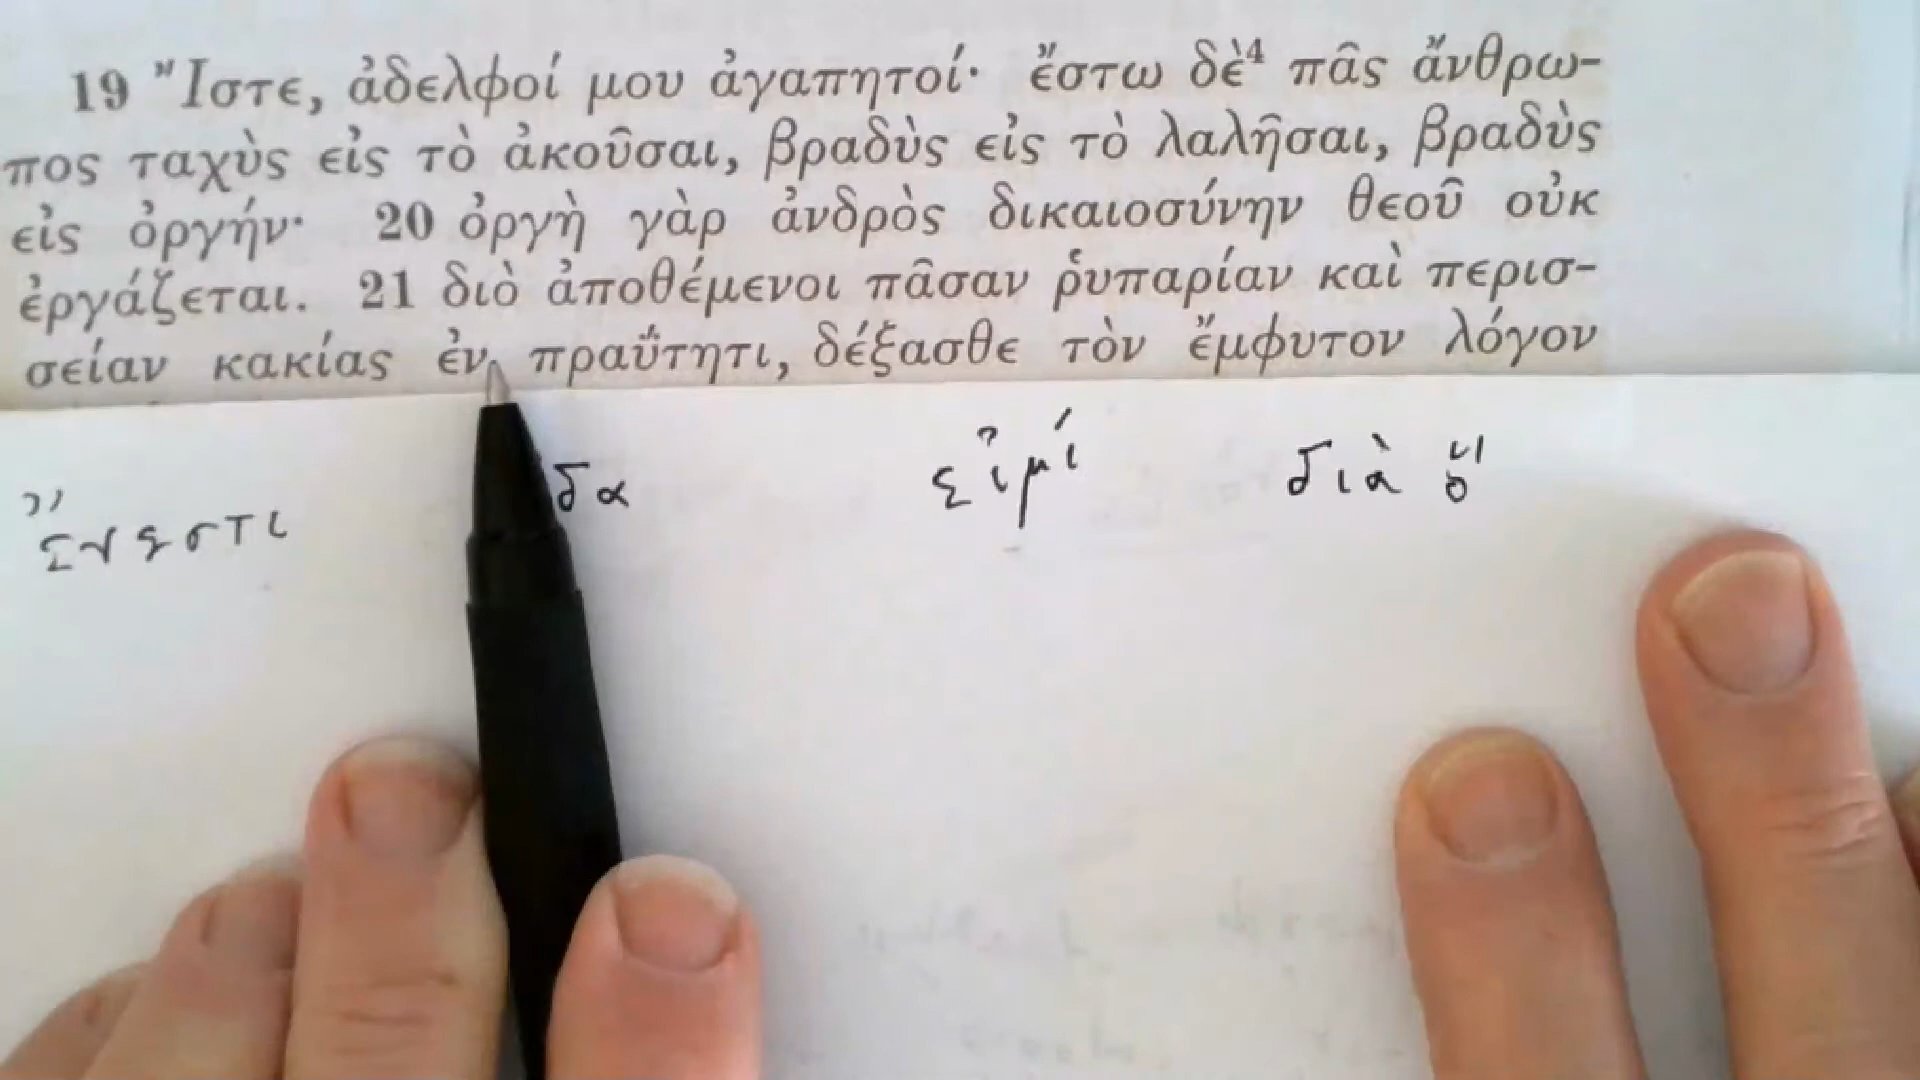 19 Ἴστε, ἀδελφοί μου ἀγαπητοί· ἔστω δὲ⁴ πᾶς ἄνθρω-
πος ταχὺς εἰς τὸ ἀκοῦσαι, βραδὺς εἰς τὸ λαλῆσαι, βραδὺς
εἰς ὀργήν· 20 ὀργὴ γὰρ ἀνδρὸς δικαιοσύνην θεοῦ οὐκ
ἐργάζεται. 21 διὸ ἀποθέμενοι πᾶσαν ῥυπαρίαν καὶ περισ-
σείαν κακίας ἐν πραΰτητι, δέξασθε τὸν ἔμφυτον λόγον
ἔνεστι δα εἰμί διὰ ὅ